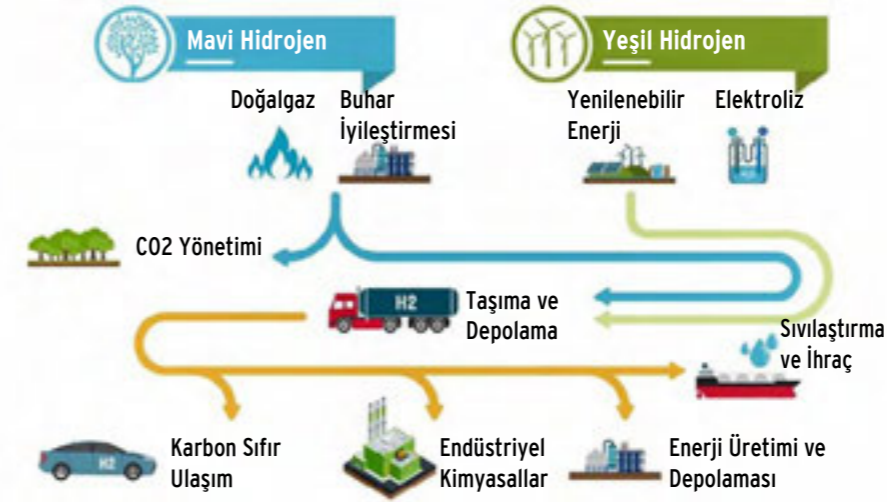 Mavi Hidrojen
Yeşil Hidrojen
Doğalgaz
Buhar
İyileştirmesi
Yenilenebilir
Enerji
Elektroliz
CO2 Yönetimi
H2
Taşıma ve
Depolama
Sıvılaştırma
ve İhraç
H2
Karbon Sıfır
Ulaşım
Endüstriyel
Kimyasallar
Enerji Üretimi ve
Depolaması